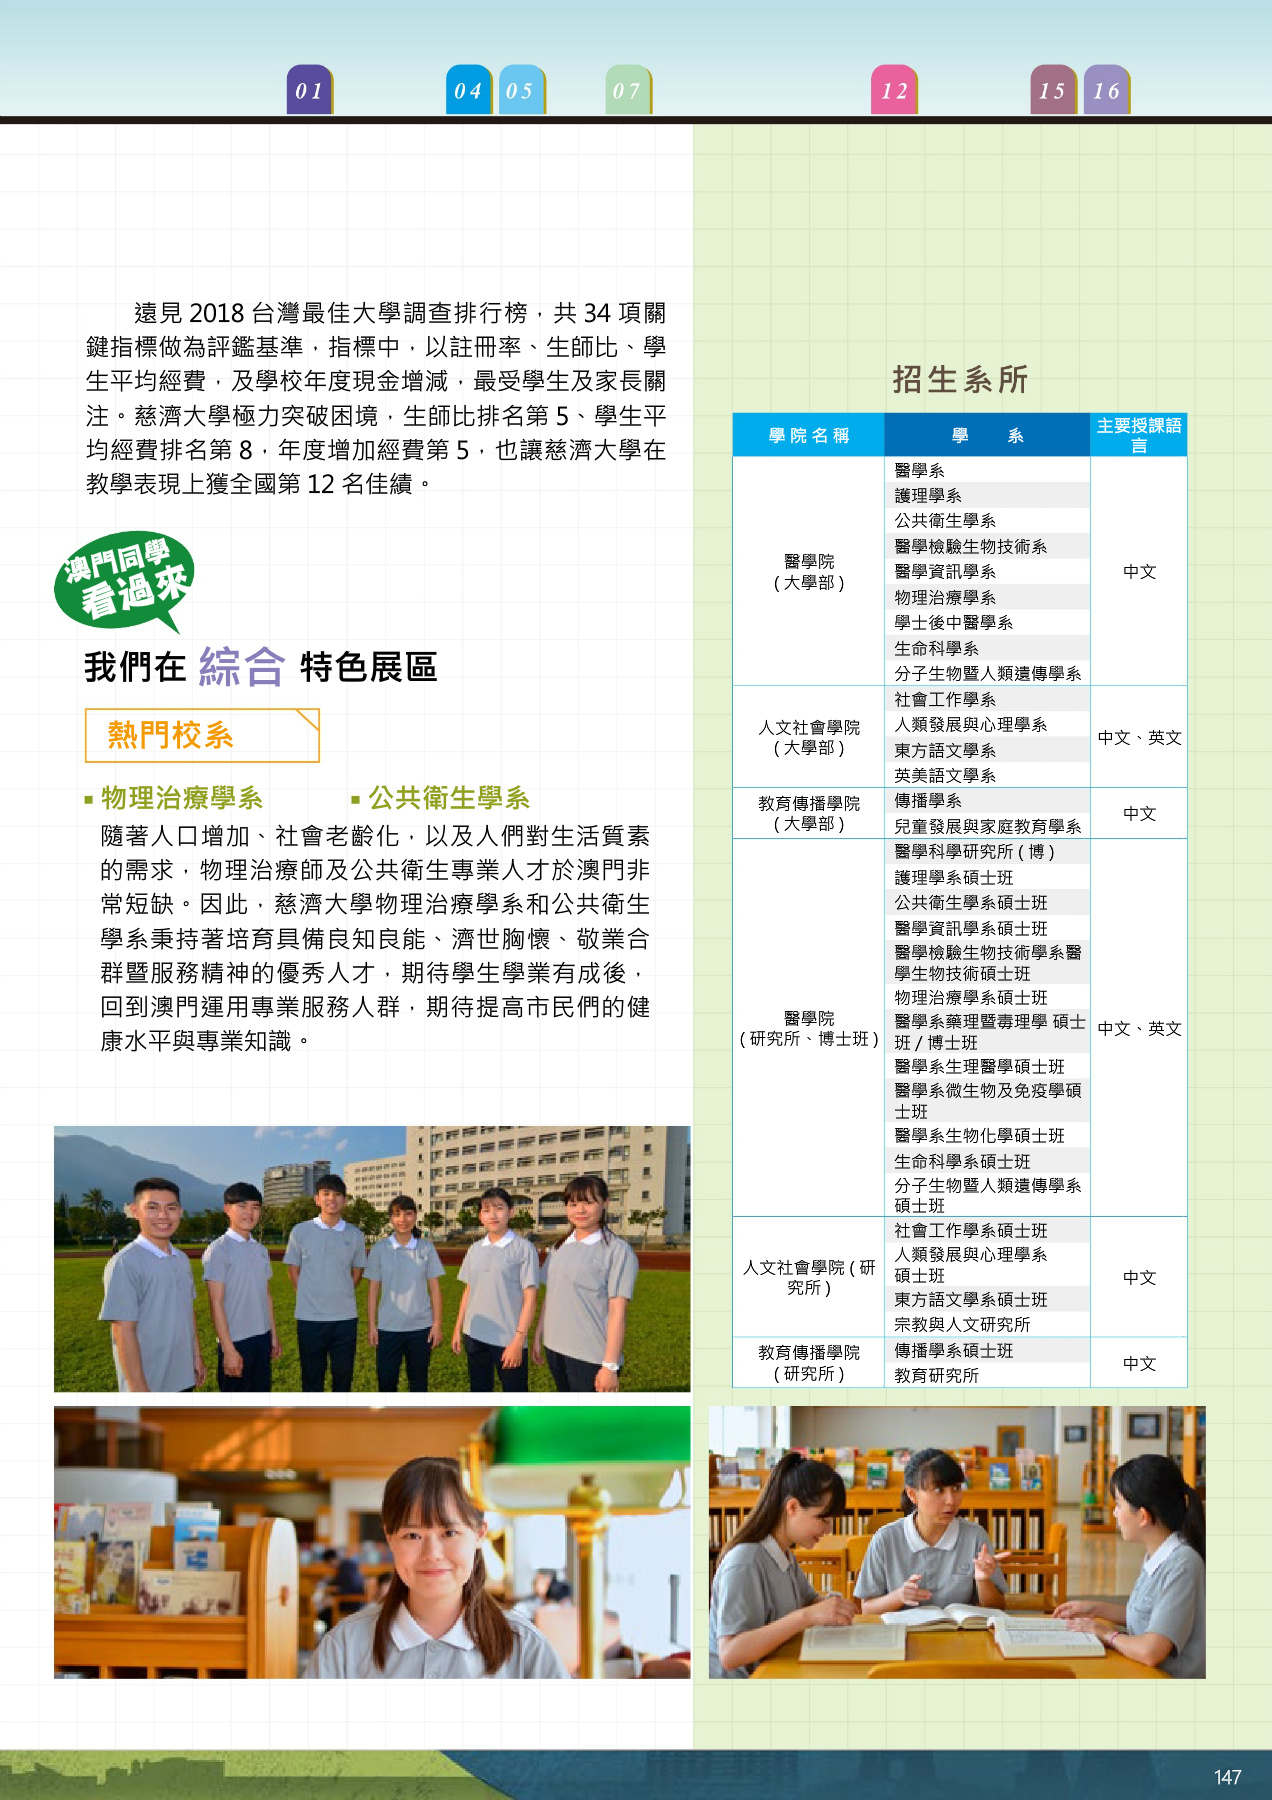 01
04
05
07
12
15
16
遠見 2018 台灣最佳大學調查排行榜，共 34 項關
鍵指標做為評鑑基準，指標中，以註冊率、生師比、學
生平均經費，及學校年度現金增減，最受學生及家長關
注。慈濟大學極力突破困境，生師比排名第 5、學生平
均經費排名第 8，年度增加經費第 5，也讓慈濟大學在
教學表現上獲全國第 12 名佳績。
澳門同學
看過來
我們在 綜合 特色展區
熱門校系
▪ 物理治療學系
▪ 公共衛生學系
隨著人口增加、社會老齡化，以及人們對生活質素
的需求，物理治療師及公共衛生專業人才於澳門非
常短缺。因此，慈濟大學物理治療學系和公共衛生
學系秉持著培育具備良知良能、濟世胸懷、敬業合
群暨服務精神的優秀人才，期待學生學業有成後，
回到澳門運用專業服務人群，期待提高市民們的健
康水平與專業知識。
招生系所
學院名稱
學　　系
主要授課語
言
醫學院
( 大學部 )
醫學系
護理學系
公共衛生學系
醫學檢驗生物技術系
醫學資訊學系
物理治療學系
學士後中醫學系
生命科學系
分子生物暨人類遺傳學系
中文
人文社會學院
( 大學部 )
社會工作學系
人類發展與心理學系
東方語文學系
英美語文學系
中文、英文
教育傳播學院
( 大學部 )
傳播學系
兒童發展與家庭教育學系
中文
醫學院
( 研究所、博士班 )
醫學科學研究所 ( 博 )
護理學系碩士班
公共衛生學系碩士班
醫學資訊學系碩士班
醫學檢驗生物技術學系醫
學生物技術碩士班
物理治療學系碩士班
醫學系藥理暨毒理學 碩士
班 / 博士班
醫學系生理醫學碩士班
醫學系微生物及免疫學碩
士班
醫學系生物化學碩士班
生命科學系碩士班
分子生物暨人類遺傳學系
碩士班
中文、英文
人文社會學院 ( 研
究所 )
社會工作學系碩士班
人類發展與心理學系
碩士班
東方語文學系碩士班
宗教與人文研究所
中文
教育傳播學院
( 研究所 )
傳播學系碩士班
教育研究所
中文
147